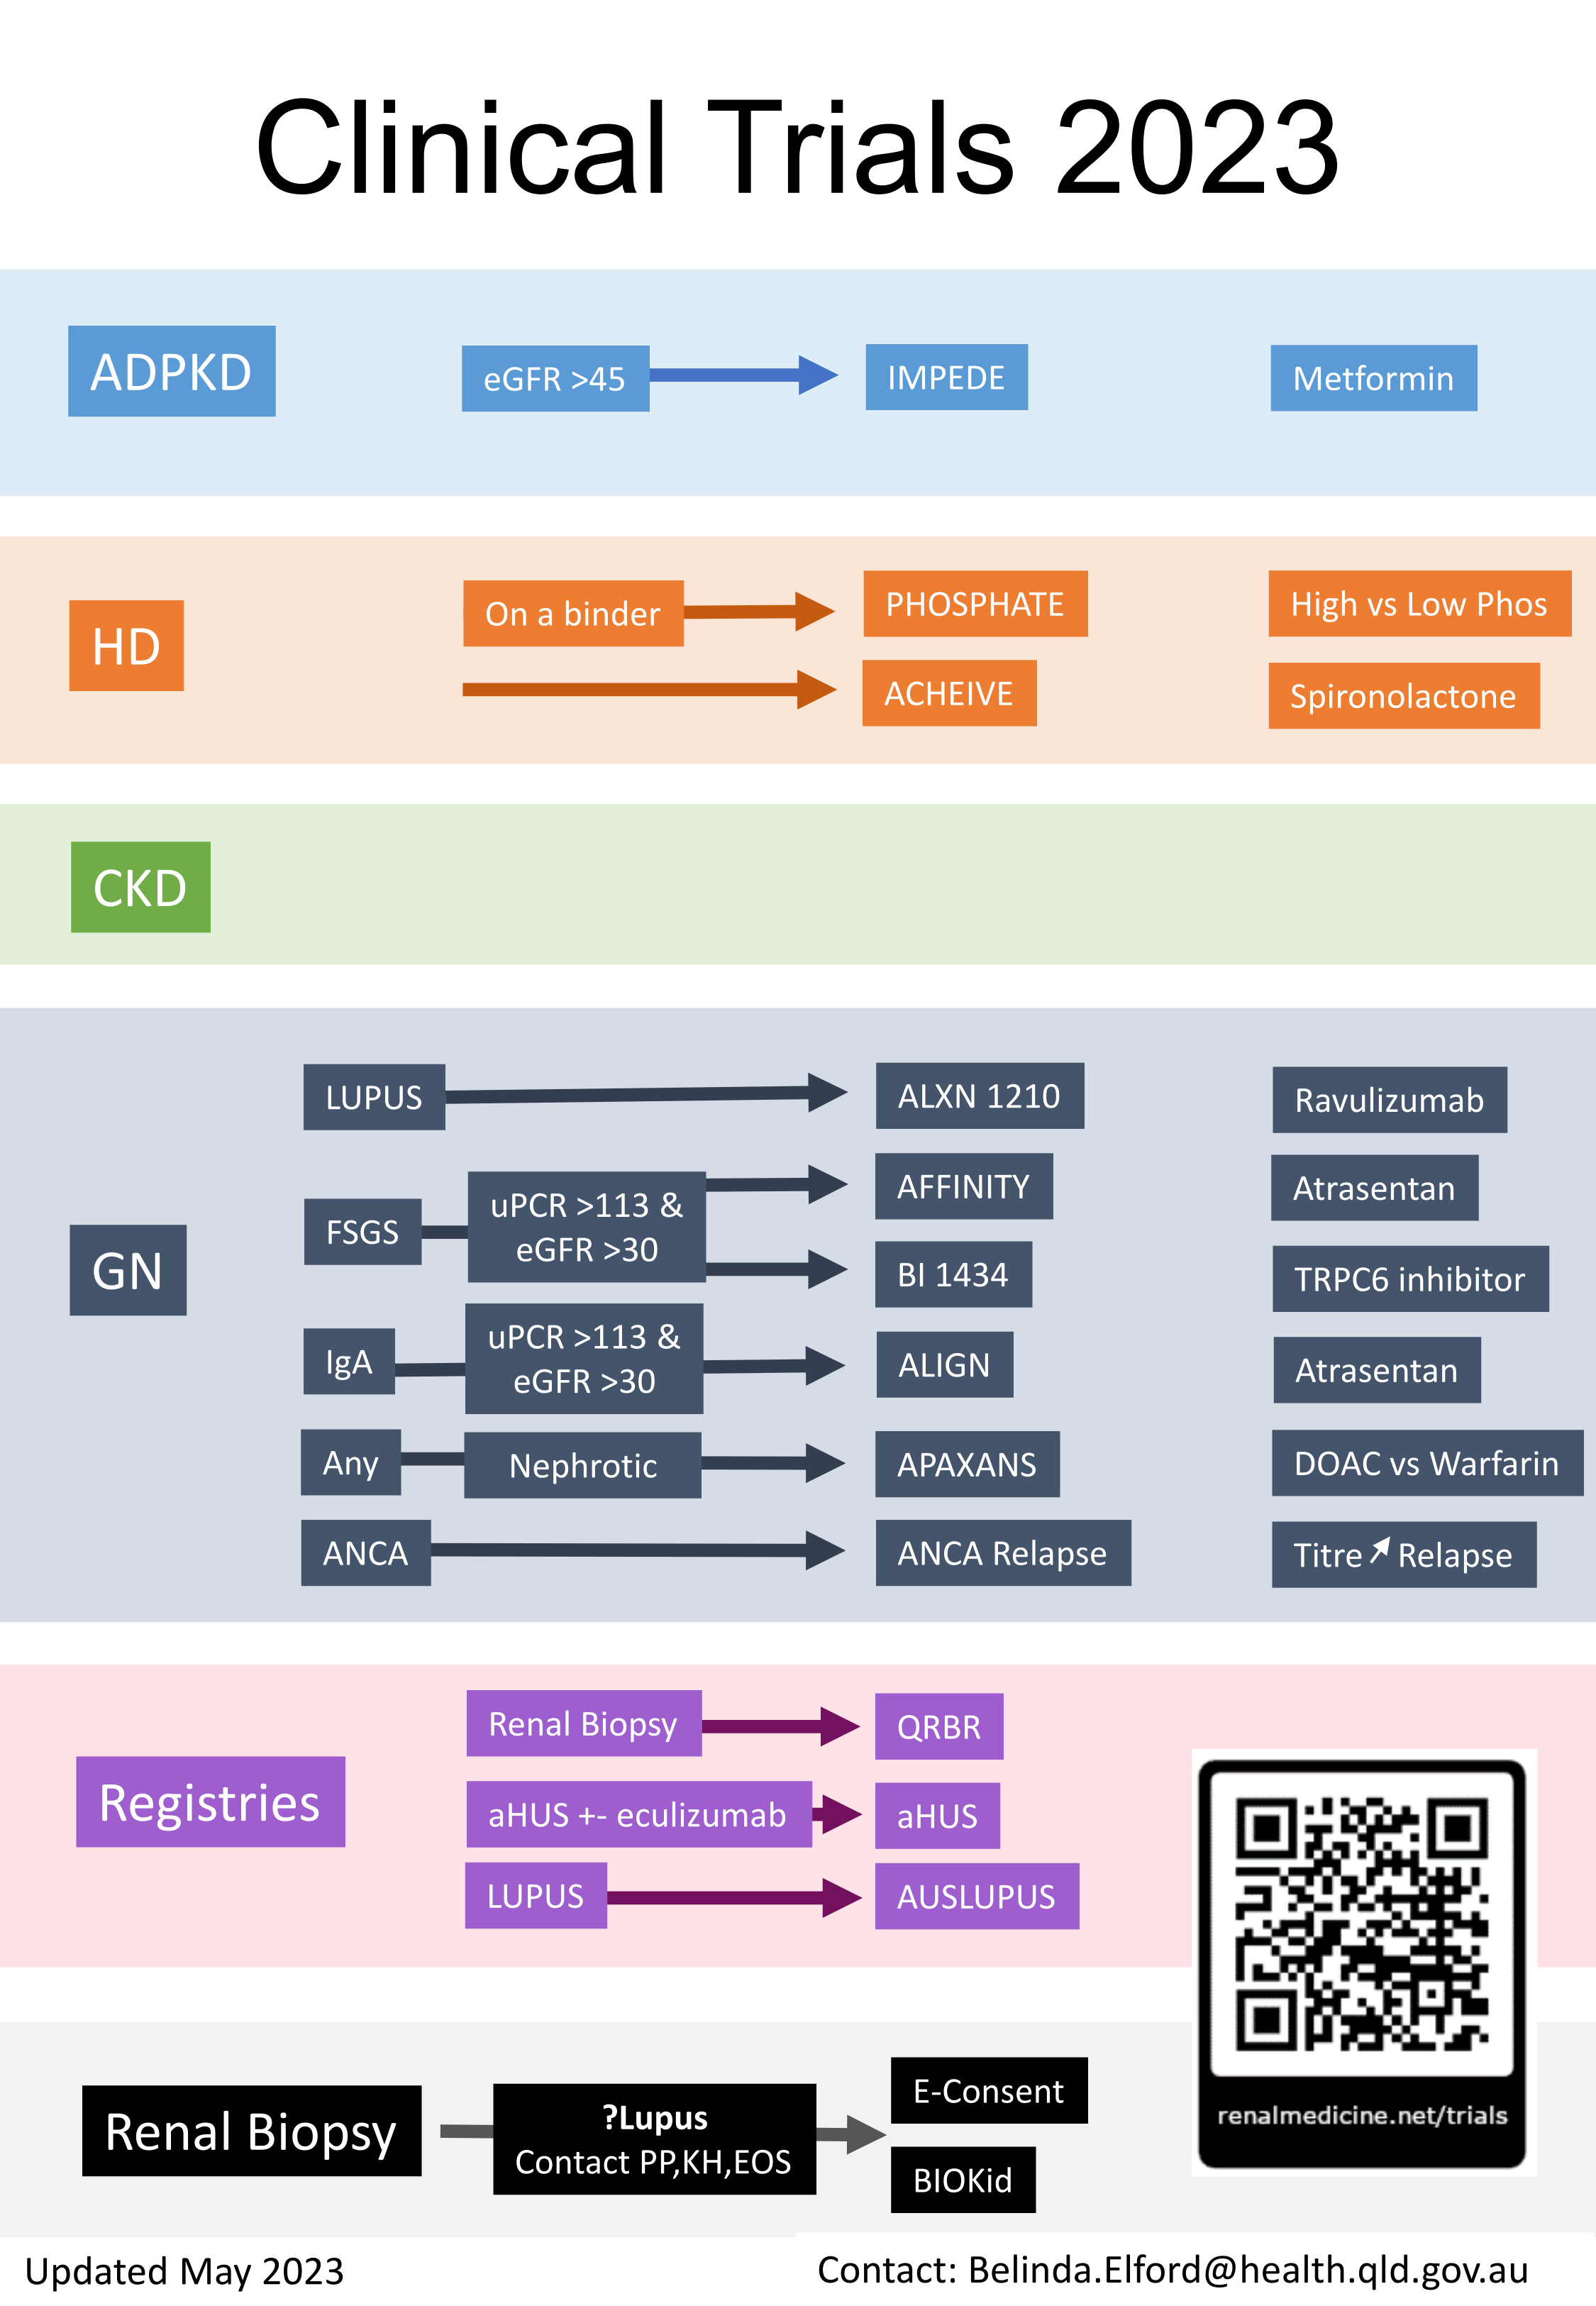 Clinical Trials 2023
ADPKD
eGFR >45
IMPEDE
Metformin
HD
On a binder
PHOSPHATE
High vs Low Phos
ACHEIVE
Spironolactone
CKD
GN
LUPUS
ALXN 1210
Ravulizumab
FSGS
uPCR >113 &
eGFR >30
AFFINITY
Atrasentan
BI 1434
TRPC6 inhibitor
IgA
uPCR >113 &
eGFR >30
ALIGN
Atrasentan
Any
Nephrotic
APAXANS
DOAC vs Warfarin
ANCA
ANCA Relapse
Titre Relapse
Registries
Renal Biopsy
QRBR
aHUS +- eculizumab
aHUS
LUPUS
AUSLUPUS
renalmedicine.net/trials
Renal Biopsy
?Lupus
Contact PP,KH,EOS
E-Consent
BIOKid
Updated May 2023
Contact: Belinda.Elford@health.qld.gov.au